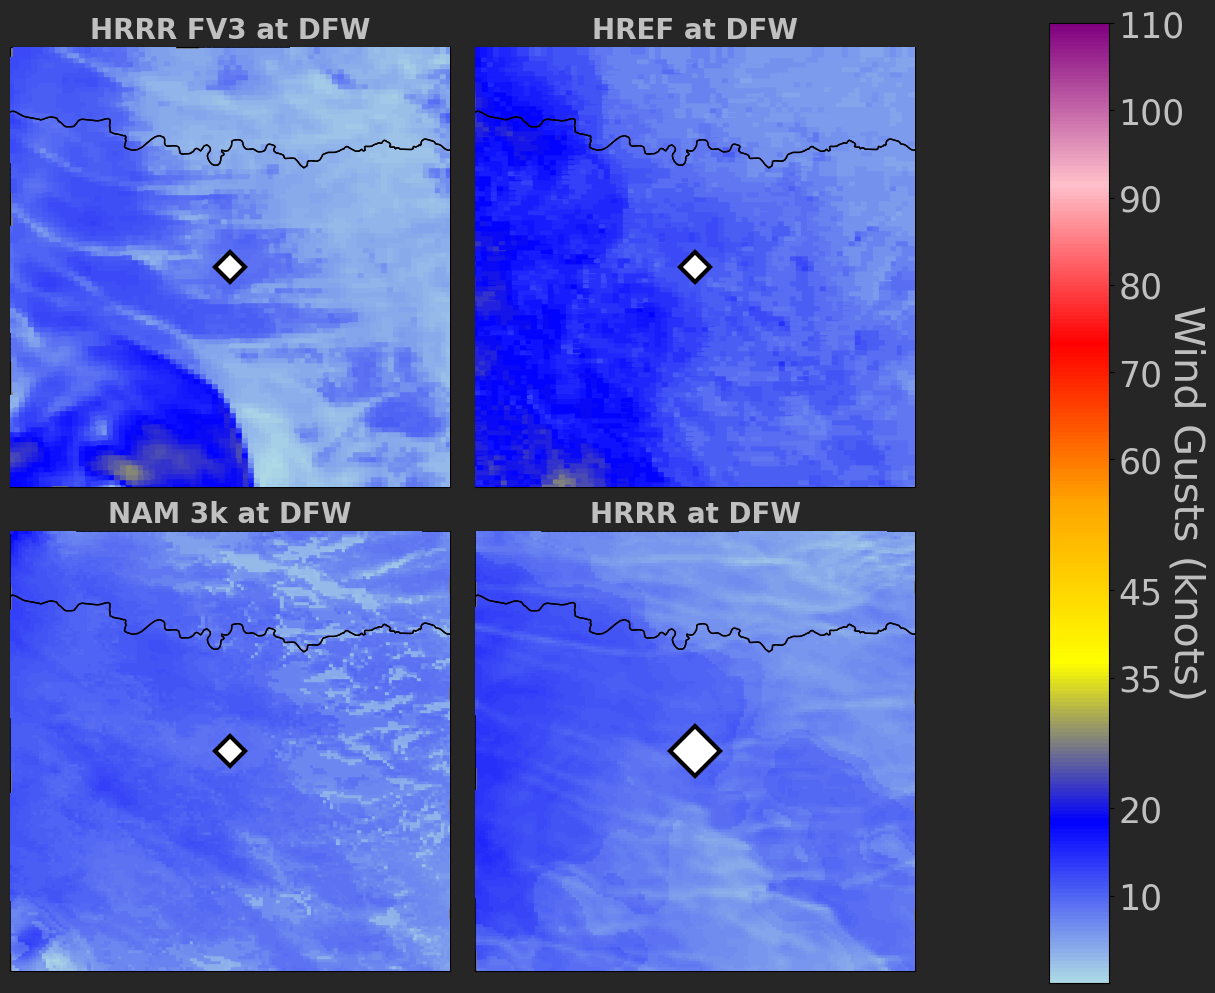 HRRR FV3 at DFW
HREF at DFW
NAM 3k at DFW
HRRR at DFW
110
100
90
80
70
60
45
35
20
10
Wind Gusts (knots)